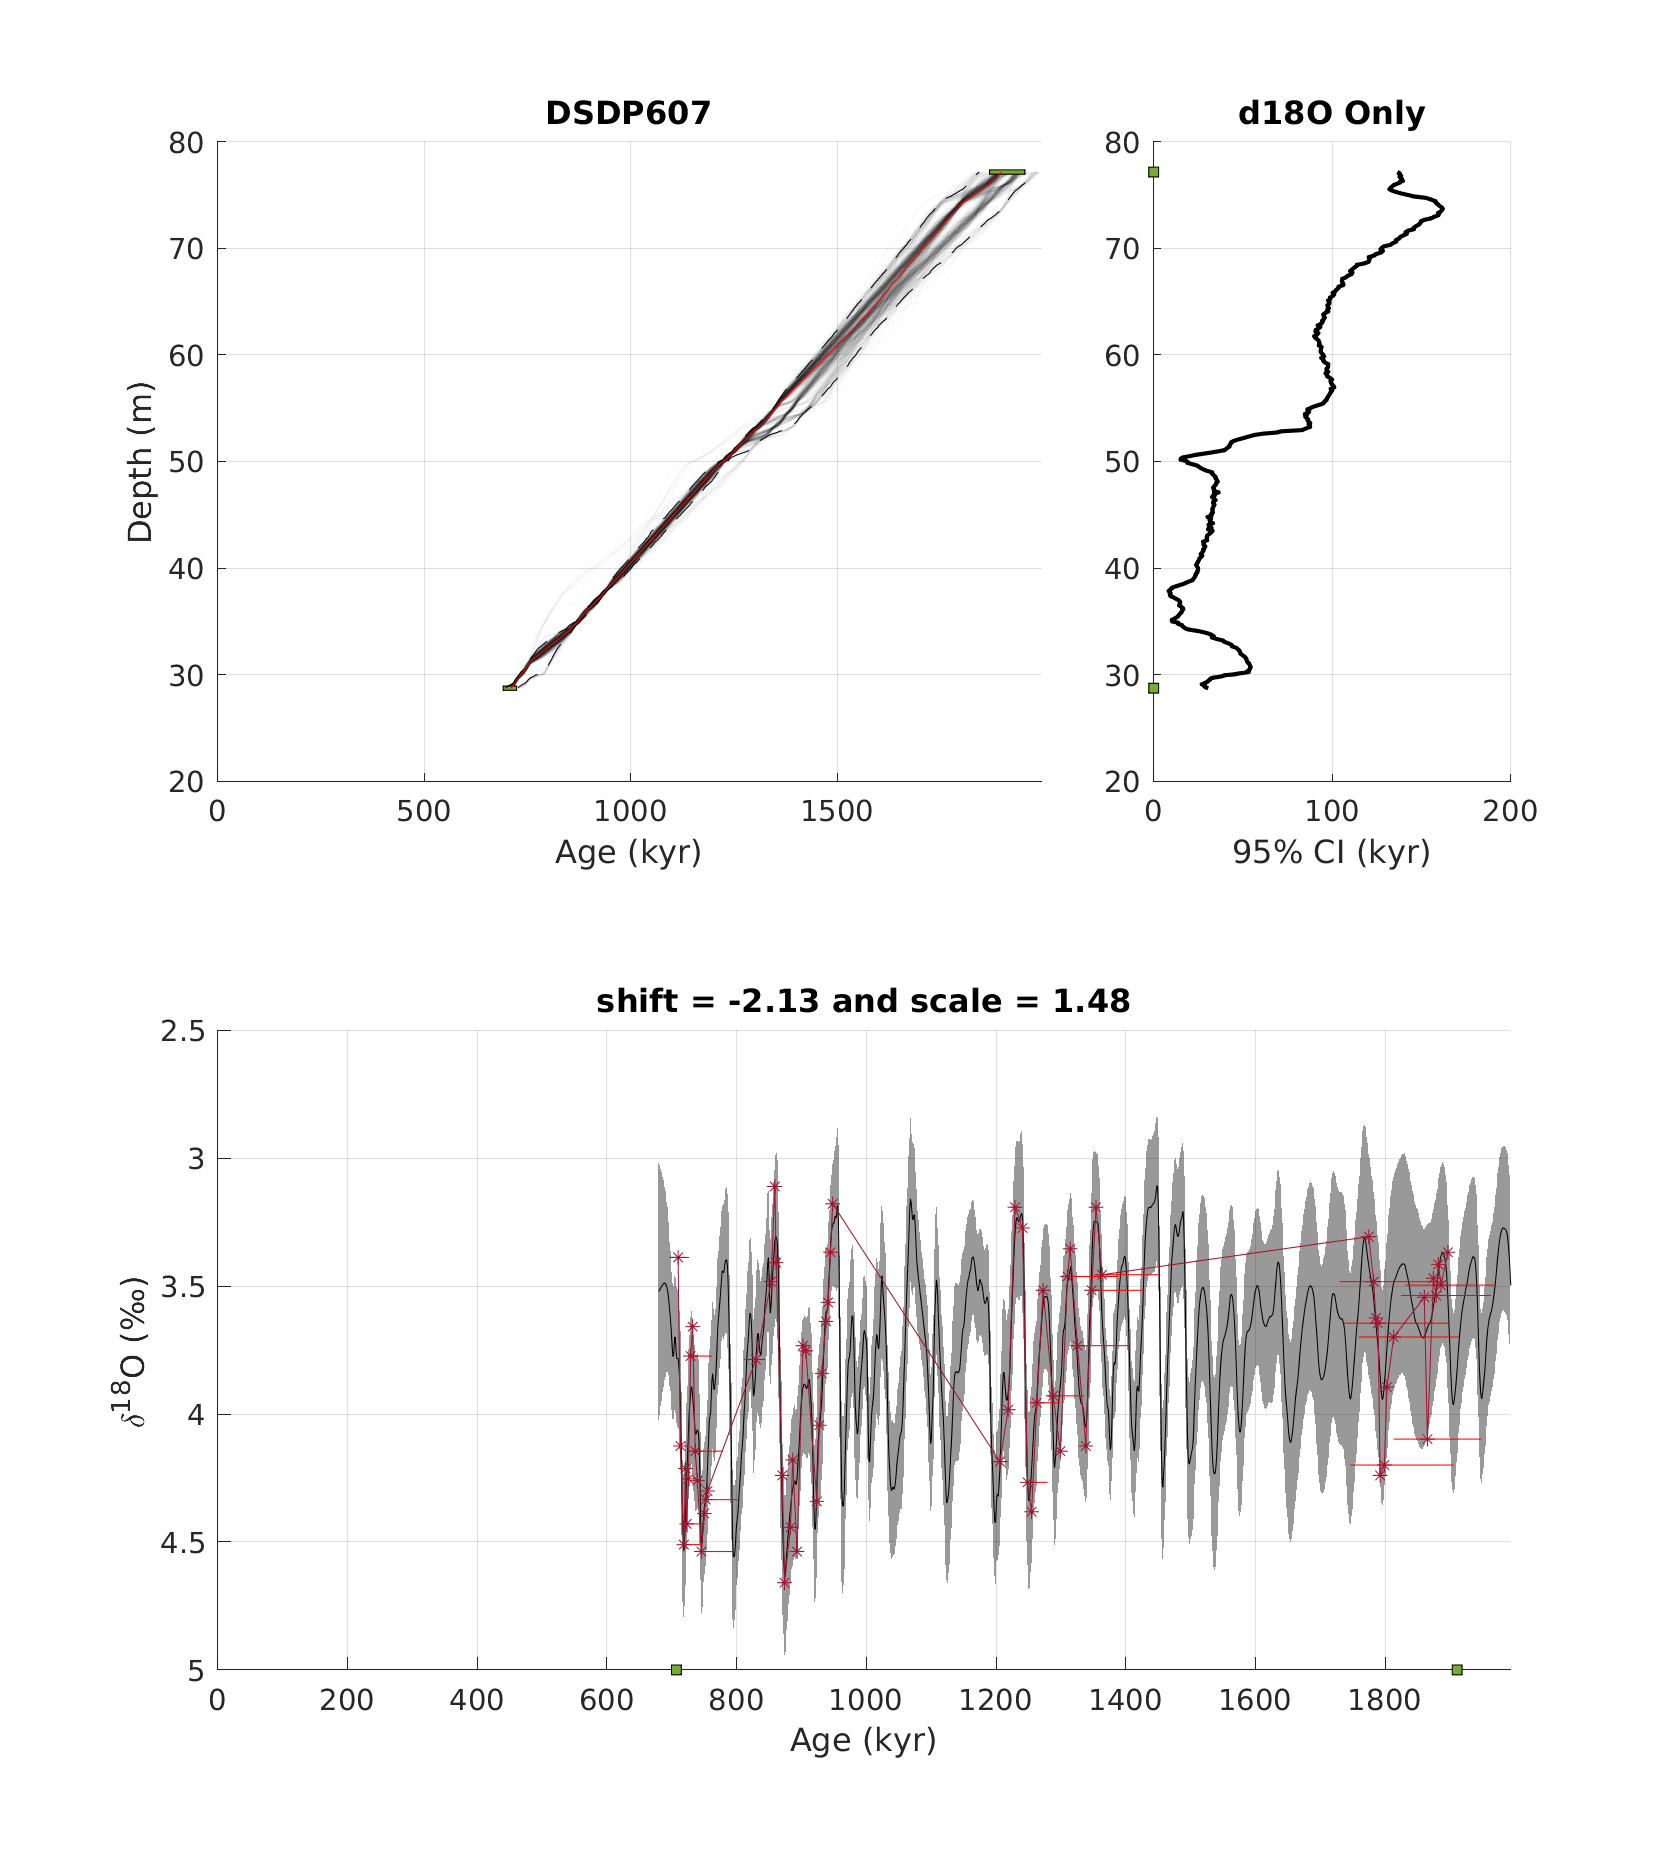 DSDP607
80
70
60
50
40
30
20
Depth (m)
0 500 1000 1500
Age (kyr)
d18O Only
80
70
60
50
40
30
20
0 100 200
95% CI (kyr)
shift = -2.13 and scale = 1.48
2.5
3
3.5
4
4.5
5
δ¹⁸O (‰)
0 200 400 600 800 1000 1200 1400 1600 1800
Age (kyr)